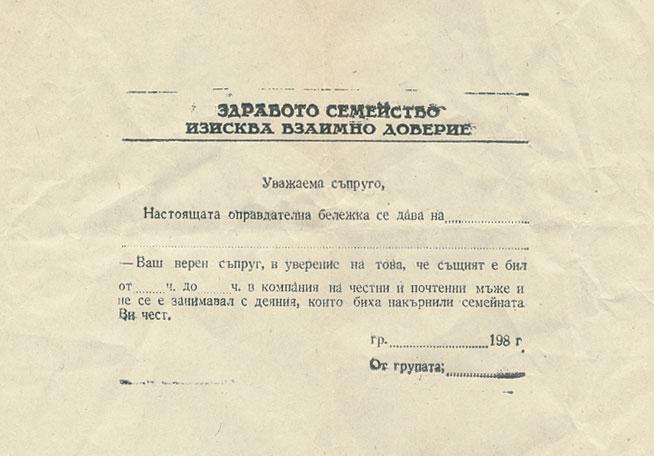 ЗДРАВОТО СЕМЕЙСТВО
ИЗИСКВА ВЗАИМНО ДОВЕРИЕ
Уважаема съпруго,
Настоящата оправдателна бележка се дава на....................
....................
—Ваш верен съпруг, в уверение на това, че същият е бил
от........ч. до........ч. в компания на честни и почтенни мъже и
не се е занимавал с деяния, които биха накърнили семейната
Ви чест.
гр.....................198 г
От групата;....................